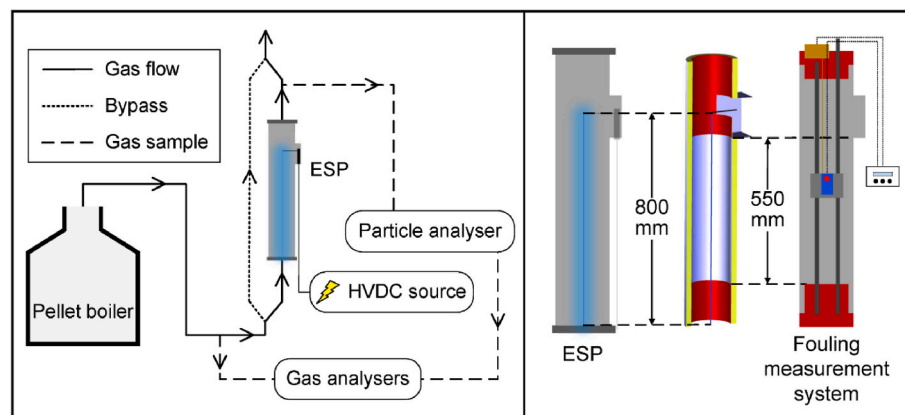 Gas flow
Bypass
Gas sample
ESP
Particle analyser
Pellet boiler
HVDC source
Gas analysers
800
mm
550
mm
ESP
Fouling
measurement
system